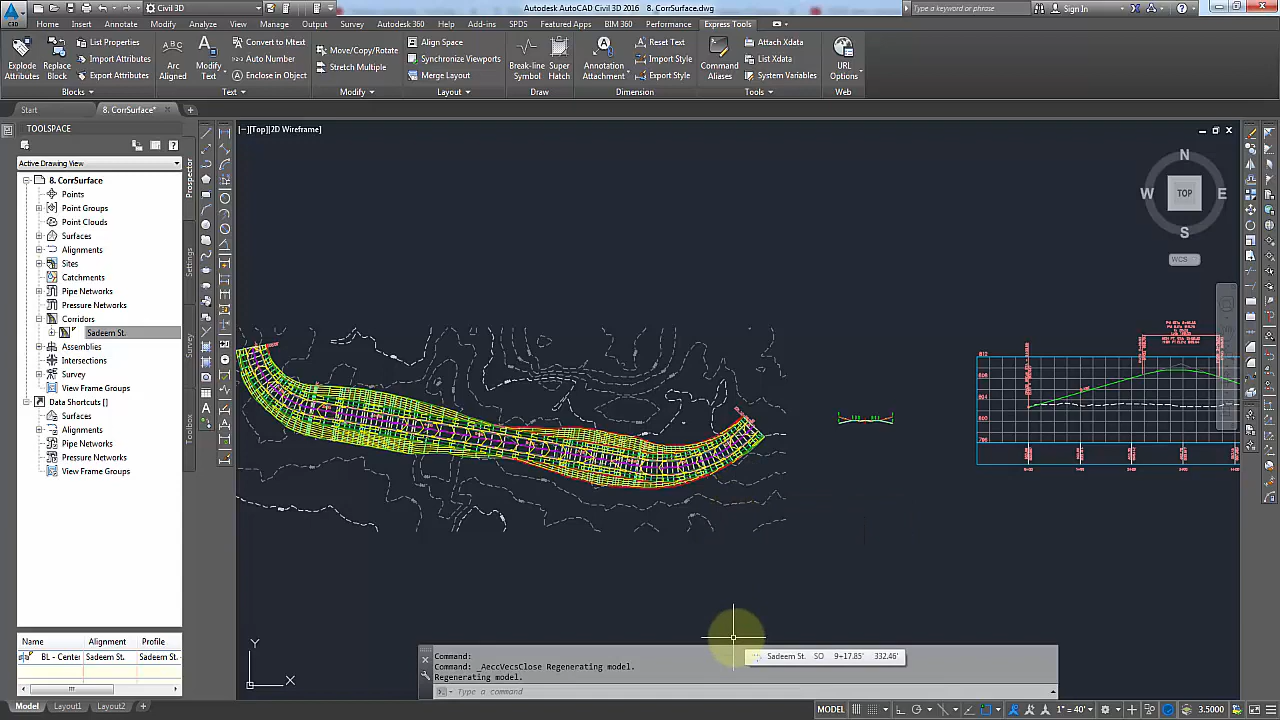 Civil 3D
Autodesk AutoCAD Civil 3D 2016 8. CorrSurface.dwg
Type a keyword or phrase
Sign In
Home Insert Annotate Modify Analyze View Manage Output Survey Autodesk 360 Help Add-ins SPDS Featured Apps BIM 360 Performance Express Tools
Explode Attributes
Replace Block
List Properties
Import Attributes
Export Attributes
Blocks
Arc Aligned
Modify Text
Convert to Mtext
Auto Number
Enclose in Object
Text
Move/Copy/Rotate
Stretch Multiple
Modify
Align Space
Synchronize Viewports
Merge Layout
Layout
Break-line Symbol
Super Hatch
Draw
Annotation Attachment
Reset Text
Import Style
Export Style
Dimension
Command Aliases
Attach Xdata
List Xdata
System Variables
Tools
URL Options
Web
Start
8. CorrSurface*
TOOLSPACE
Active Drawing View
8. CorrSurface
Points
Point Groups
Point Clouds
Surfaces
Alignments
Sites
Catchments
Pipe Networks
Pressure Networks
Corridors
Sadeem St.
Assemblies
Intersections
Survey
View Frame Groups
Data Shortcuts []
Surfaces
Alignments
Pipe Networks
Pressure Networks
View Frame Groups
Prospector
Settings
Survey
Toolbox
Name Alignment Profile
BL - Center Sadeem St. Sadeem St. -
[−][Top][2D Wireframe]
N
W TOP E
S
WCS
Y
X
Command:
Command: _AeccVecsClose Regenerating model.
Regenerating model.
Type a command
Sadeem St. SO 9+17.85' 332.46'
Model Layout1 Layout2 +
MODEL
1" = 40'
3.5000